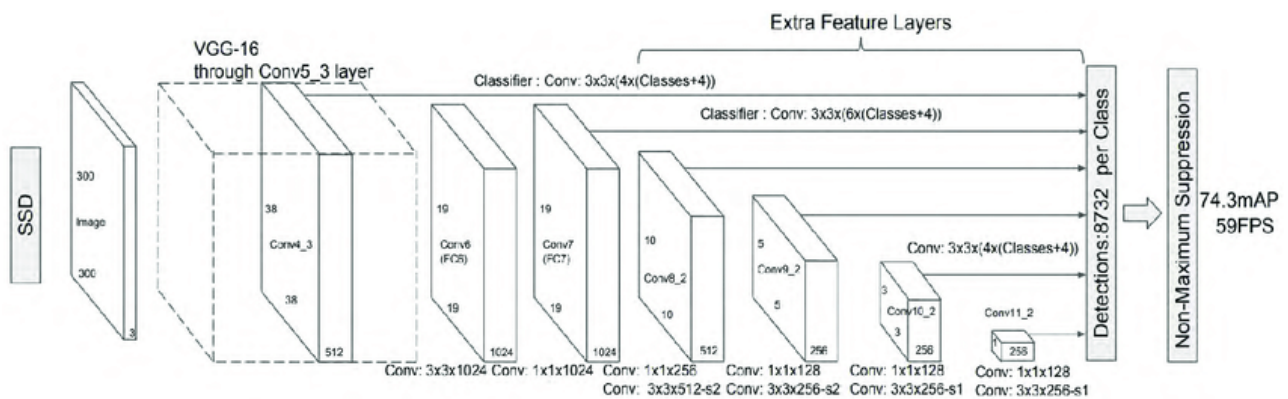 Extra Feature Layers
VGG-16
through Conv5_3 layer
Classifier : Conv: 3x3x(4x(Classes+4))
Classifier : Conv: 3x3x(6x(Classes+4))
SSD
300
Image
300
3
38
Conv4_3
38
512
19
Conv6
(FC6)
19
1024
19
Conv7
(FC7)
19
1024
10
Conv8_2
10
512
5
Conv9_2
5
256
Conv: 3x3x(4x(Classes+4))
3
Conv10_2
3
256
Conv11_2
1
256
Detections:8732 per Class
Non-Maximum Suppression
74.3mAP
59FPS
Conv: 3x3x1024
Conv: 1x1x1024
Conv: 1x1x256
Conv: 3x3x512-s2
Conv: 1x1x128
Conv: 3x3x256-s2
Conv: 1x1x128
Conv: 3x3x256-s1
Conv: 1x1x128
Conv: 3x3x256-s1